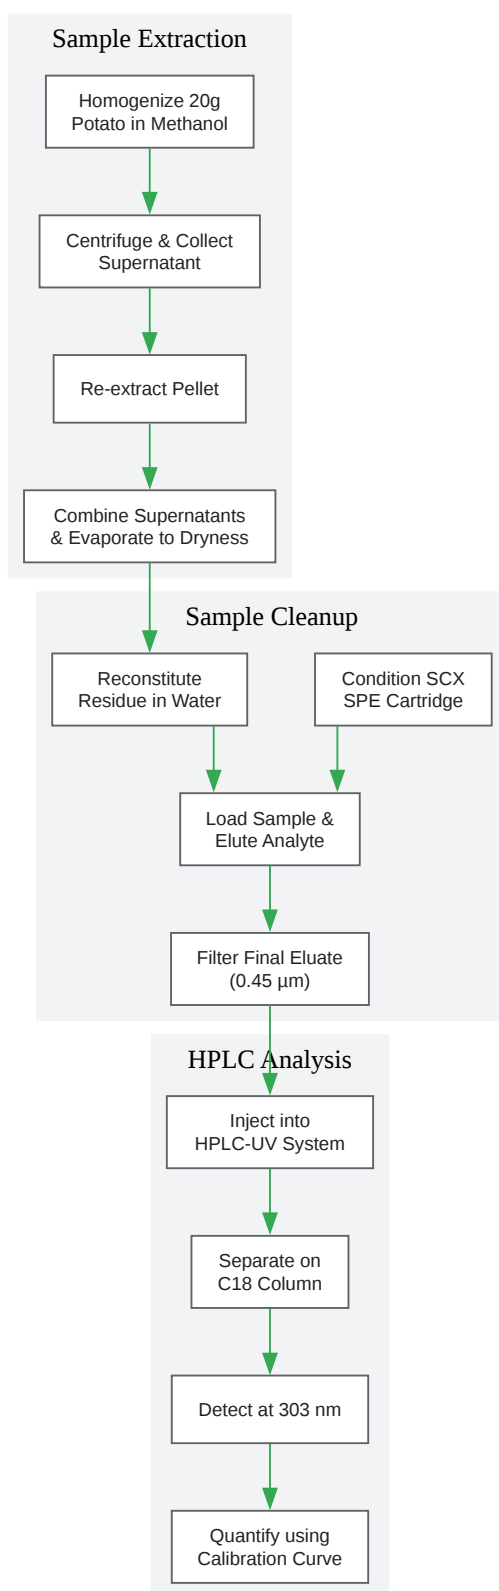 Sample Extraction
Homogenize 20g
Potato in Methanol
Centrifuge & Collect
Supernatant
Re-extract Pellet
Combine Supernatants
& Evaporate to Dryness
Sample Cleanup
Reconstitute
Residue in Water
Condition SCX
SPE Cartridge
Load Sample &
Elute Analyte
Filter Final Eluate
(0.45 µm)
HPLC Analysis
Inject into
HPLC-UV System
Separate on
C18 Column
Detect at 303 nm
Quantify using
Calibration Curve